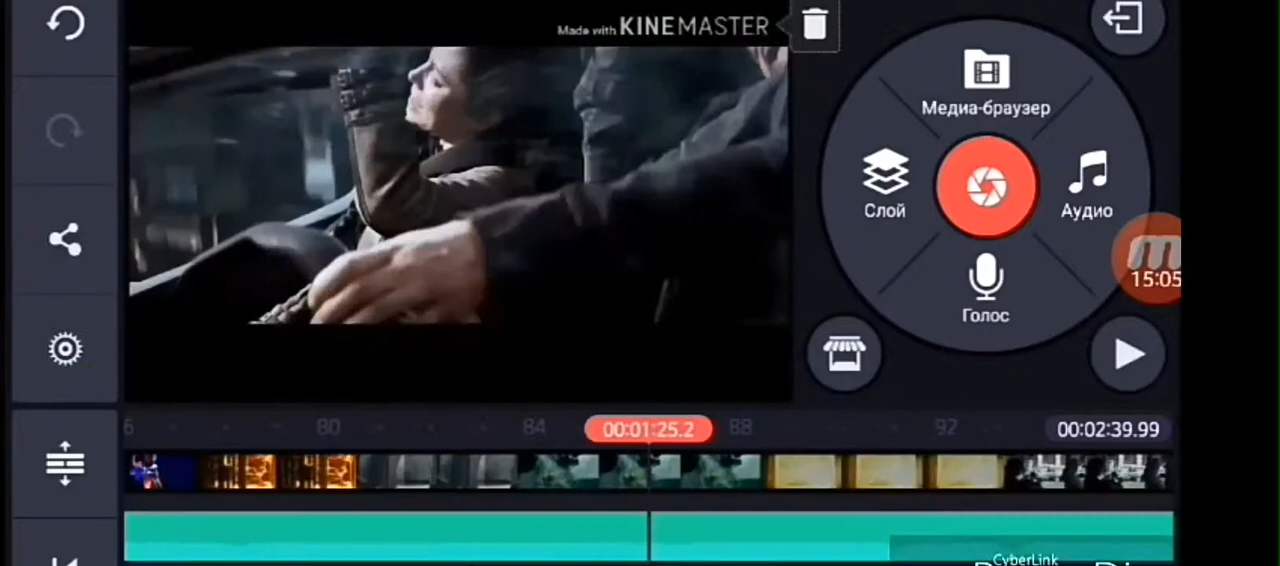 Made with KINEMASTER
Медиа-браузер
Слой
Аудио
15:05
Голос
6
80
84
00:01:25.2
88
92
00:02:39.99
CyberLink